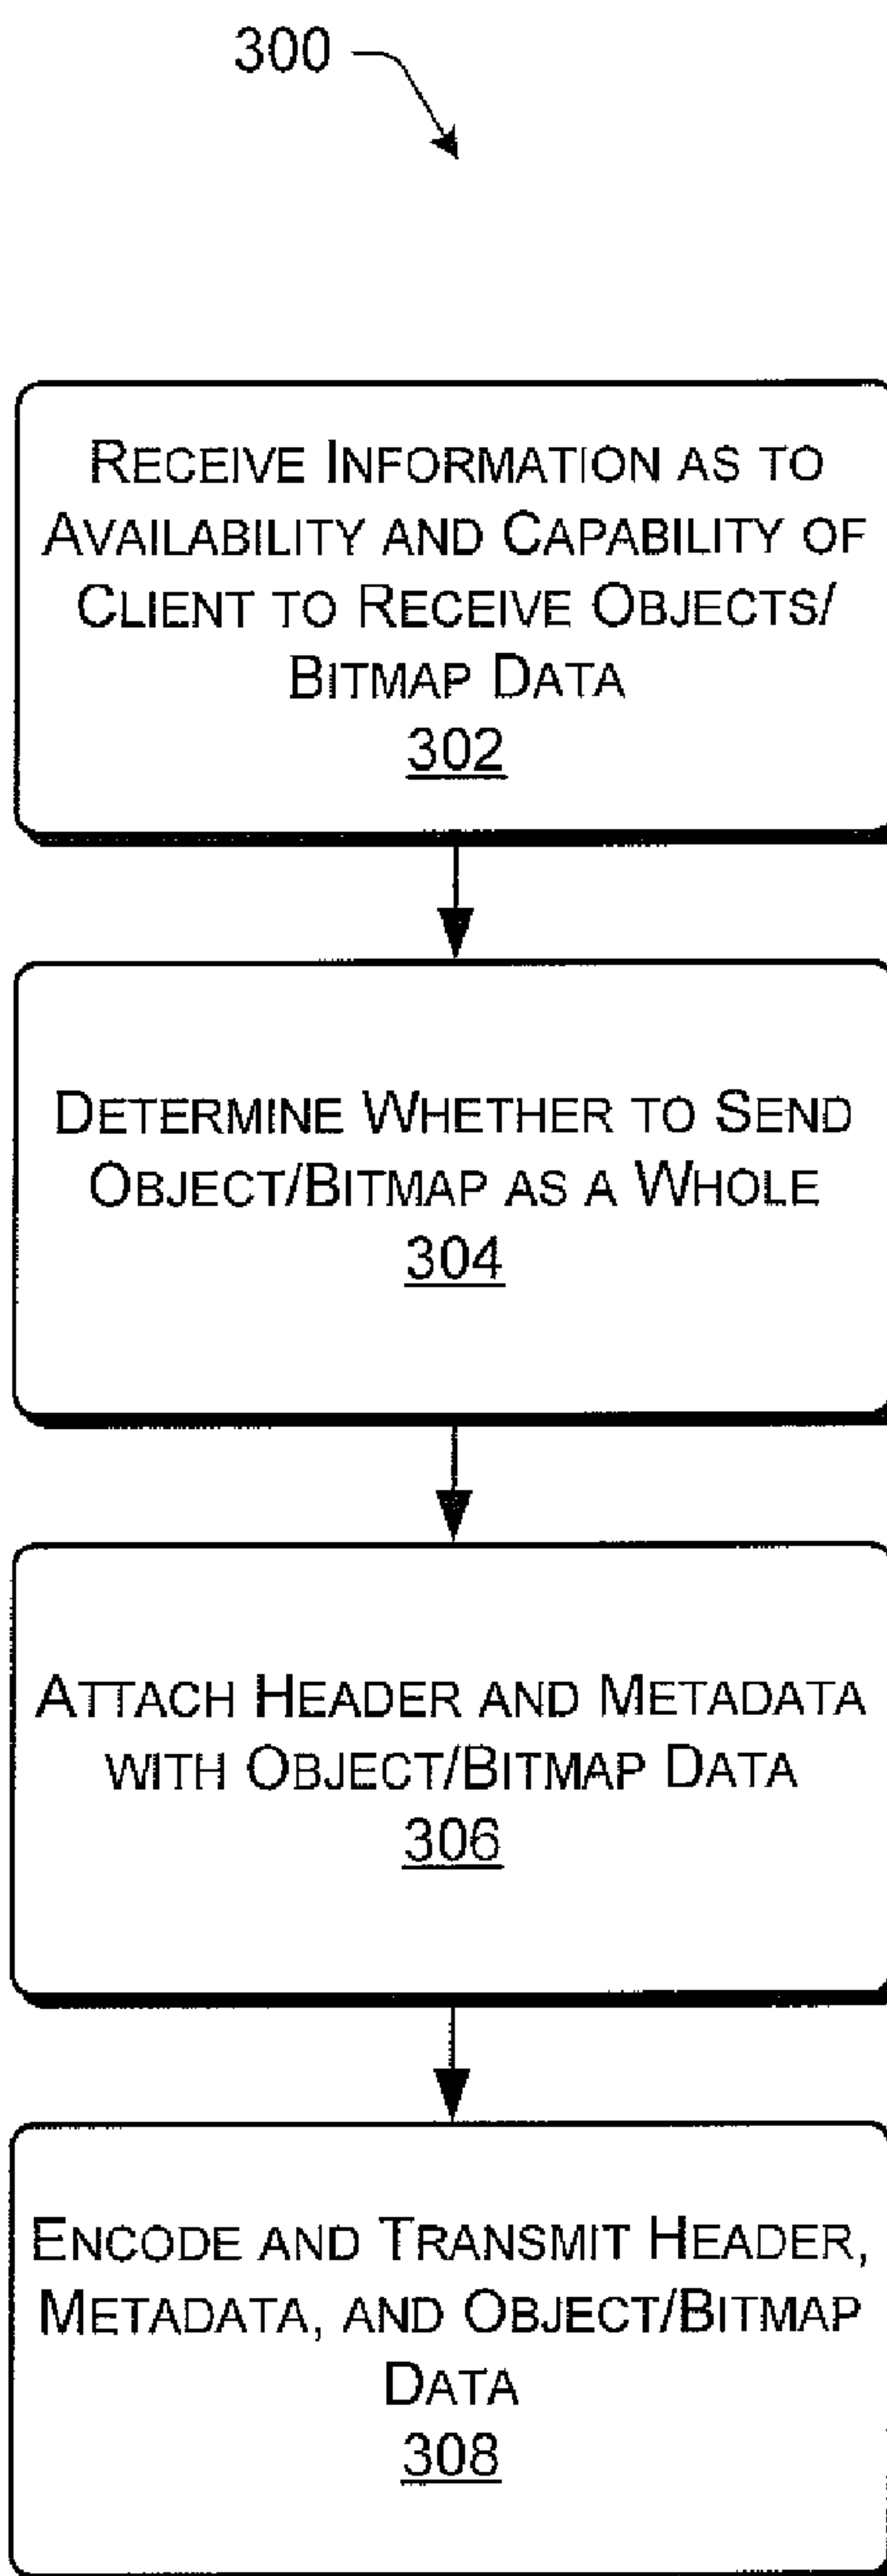 300
RECEIVE INFORMATION AS TO
AVAILABILITY AND CAPABILITY OF
CLIENT TO RECEIVE OBJECTS/
BITMAP DATA
302
DETERMINE WHETHER TO SEND
OBJECT/BITMAP AS A WHOLE
304
ATTACH HEADER AND METADATA
WITH OBJECT/BITMAP DATA
306
ENCODE AND TRANSMIT HEADER,
METADATA, AND OBJECT/BITMAP
DATA
308